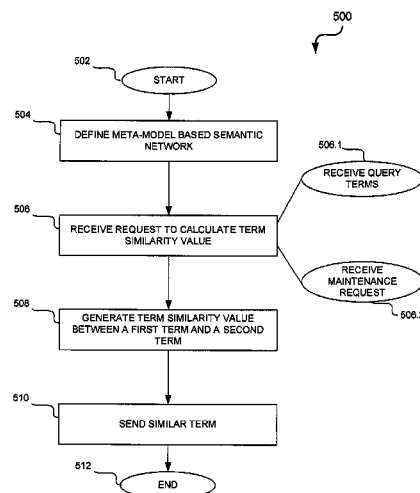 500
502
START
504
DEFINE META-MODEL BASED SEMANTIC
NETWORK
506.1
RECEIVE QUERY
TERMS
506
RECEIVE REQUEST TO CALCULATE TERM
SIMILARITY VALUE
RECEIVE
MAINTENANCE
REQUEST
508
GENERATE TERM SIMILARITY VALUE
BETWEEN A FIRST TERM AND A SECOND
TERM
510
SEND SIMILAR TERM
512
END